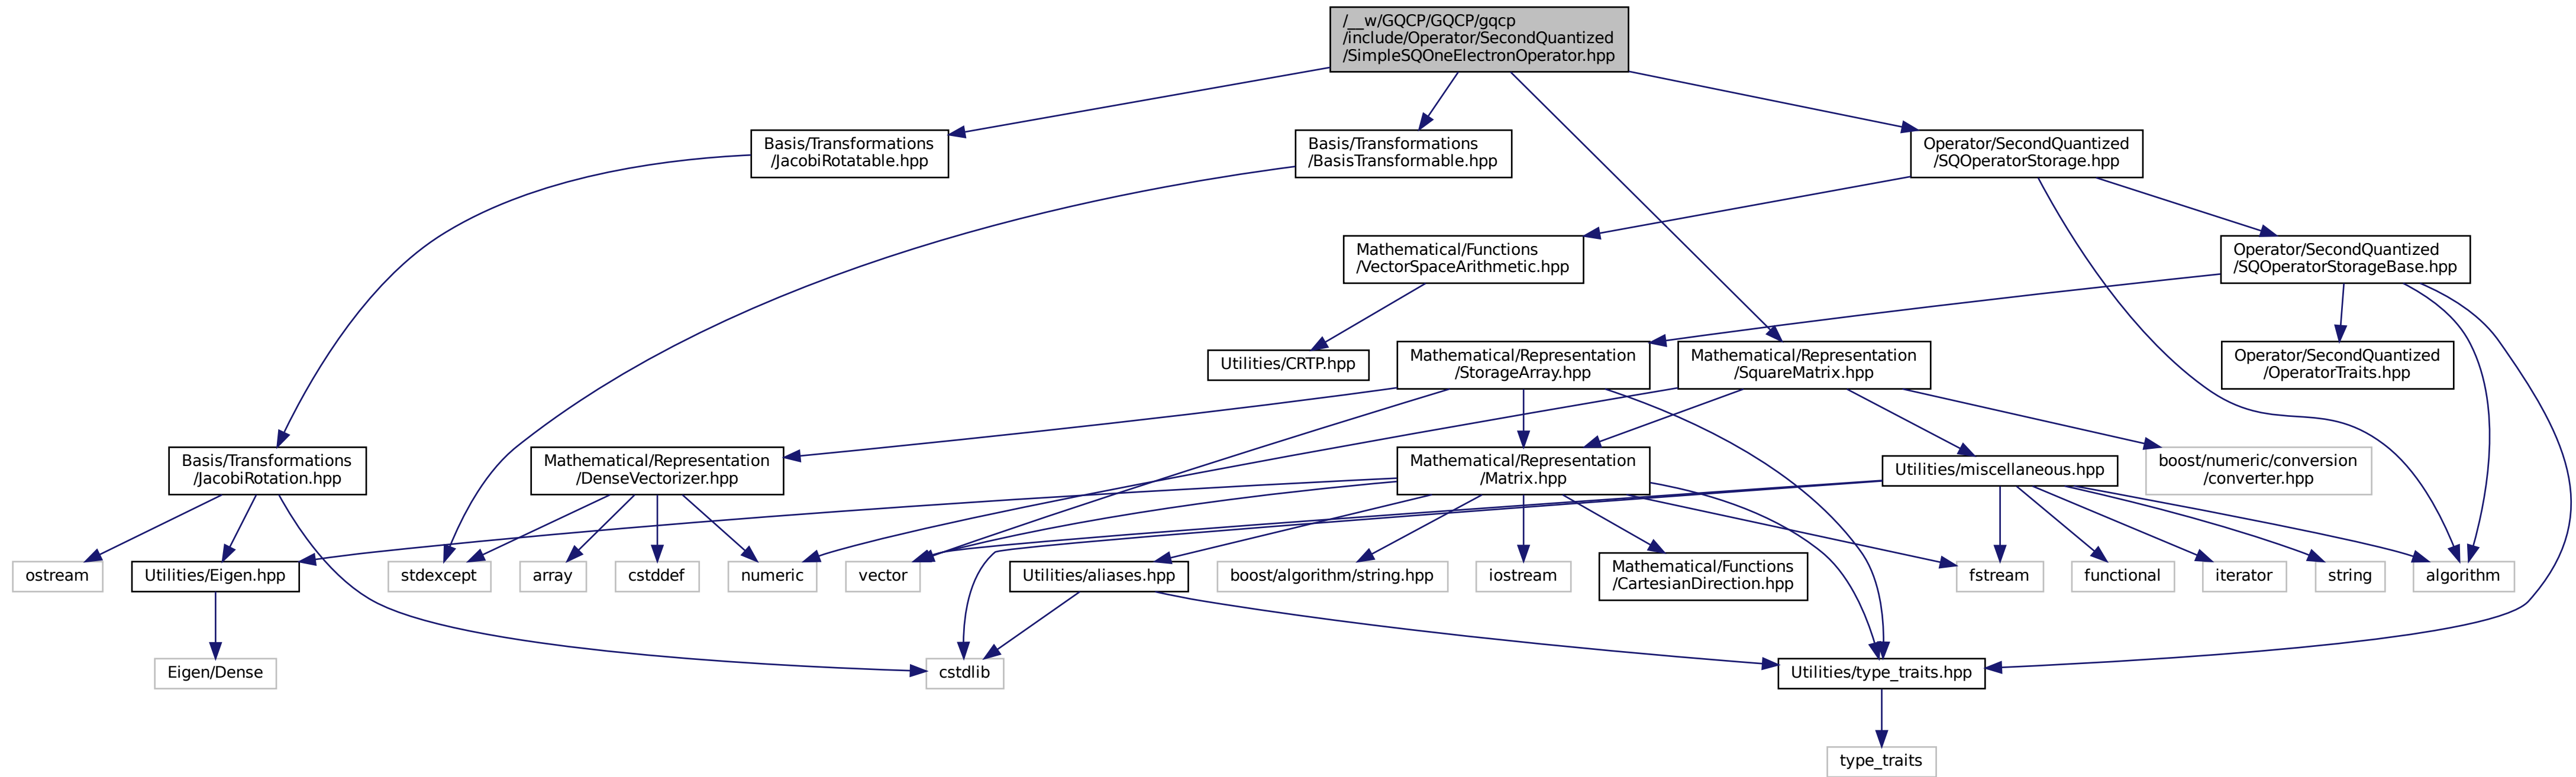 /__w/GQCP/GQCP/gqcp
/include/Operator/SecondQuantized
/SimpleSQOneElectronOperator.hpp
Basis/Transformations
/JacobiRotatable.hpp
Basis/Transformations
/BasisTransformable.hpp
Operator/SecondQuantized
/SQOperatorStorage.hpp
Mathematical/Functions
/VectorSpaceArithmetic.hpp
Operator/SecondQuantized
/SQOperatorStorageBase.hpp
Utilities/CRTP.hpp
Mathematical/Representation
/StorageArray.hpp
Mathematical/Representation
/SquareMatrix.hpp
Operator/SecondQuantized
/OperatorTraits.hpp
Basis/Transformations
/JacobiRotation.hpp
Mathematical/Representation
/DenseVectorizer.hpp
Mathematical/Representation
/Matrix.hpp
Utilities/miscellaneous.hpp
boost/numeric/conversion
/converter.hpp
ostream
Utilities/Eigen.hpp
stdexcept
array
cstddef
numeric
vector
Utilities/aliases.hpp
boost/algorithm/string.hpp
iostream
Mathematical/Functions
/CartesianDirection.hpp
fstream
functional
iterator
string
algorithm
Eigen/Dense
cstdlib
Utilities/type_traits.hpp
type_traits